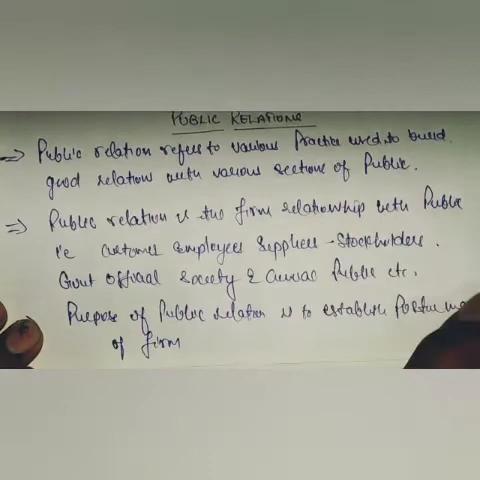 PUBLIC RELATIONS
⇒ Public relation refers to various Practice used to build
good relation with various sections of Public.
⇒ Public relation is the firm relationship with Public
i.e customer employees suppliers - Stockholders.
Govt official society & Public etc.
Purpose of Public relation is to establish
of firm